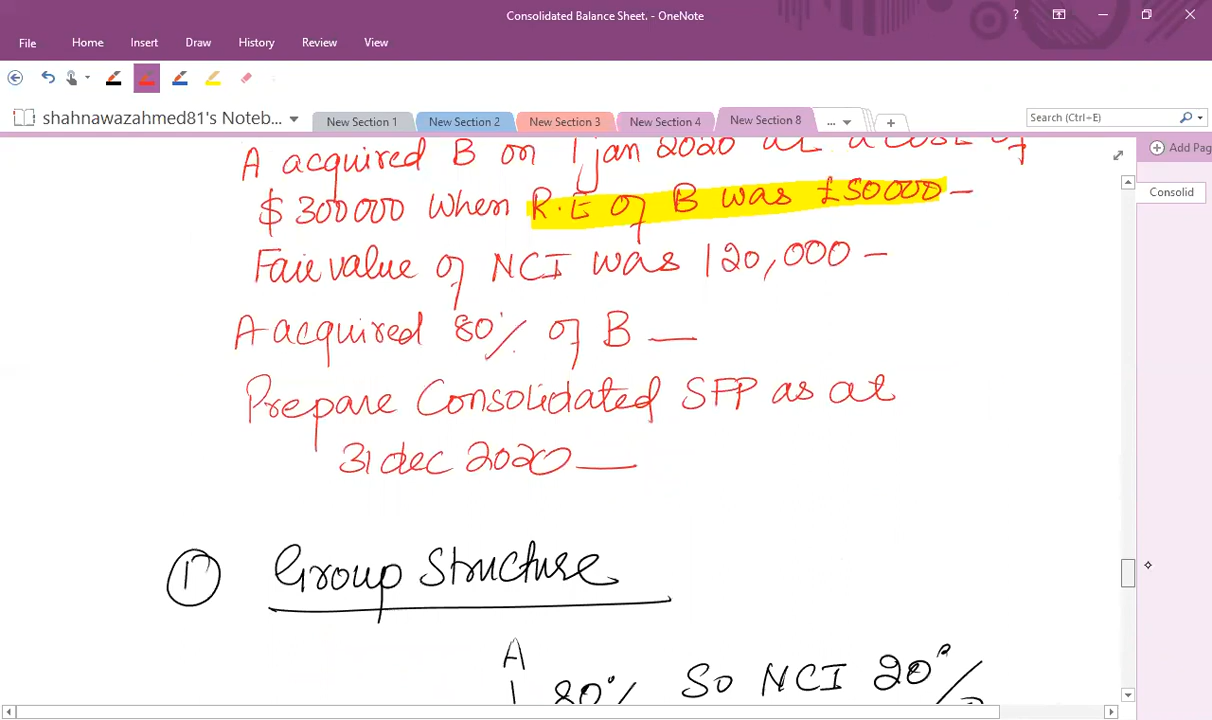 Consolidated Balance Sheet. - OneNote
?
File Home Insert Draw History Review View
shahnawazahmed81's Noteb... New Section 1 New Section 2 New Section 3 New Section 4 New Section 8 ... + Search (Ctrl+E)
Add Pag
Consolid
A acquired B on 1 jan 2020 at a cost of
$ 300000 when R.E of B was £50000 -
Fair value of NCI was 120,000 -
A acquired 80% of B -
Prepare Consolidated SFP as at
31 dec 2020 -
1 Group Structure
A
80% So NCI 20%